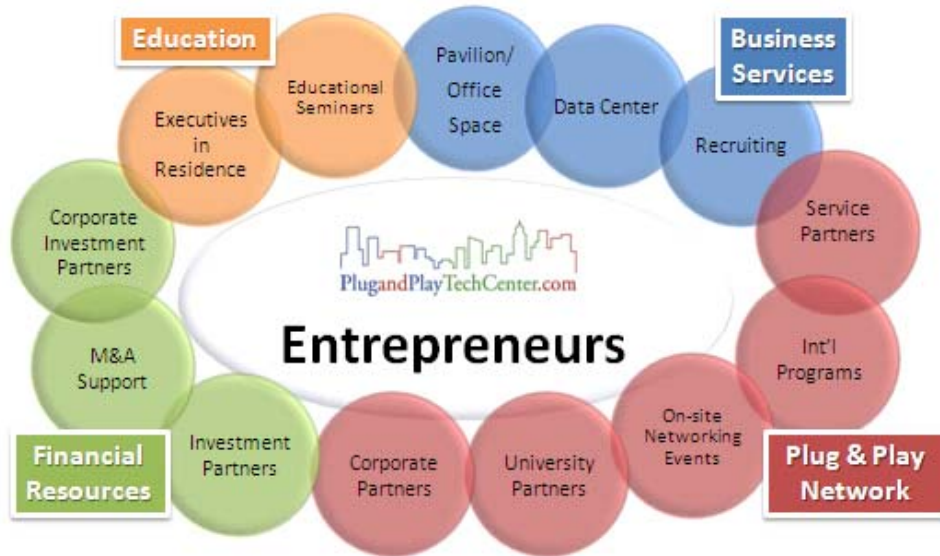 Education
Business
Services
Pavilion/
Office
Space
Educational
Seminars
Data Center
Executives
in
Residence
Recruiting
Corporate
Investment
Partners
Service
Partners
PlugandPlayTechCenter.com
Entrepreneurs
M&A
Support
Int'l
Programs
Investment
Partners
Corporate
Partners
University
Partners
On-site
Networking
Events
Financial
Resources
Plug & Play
Network